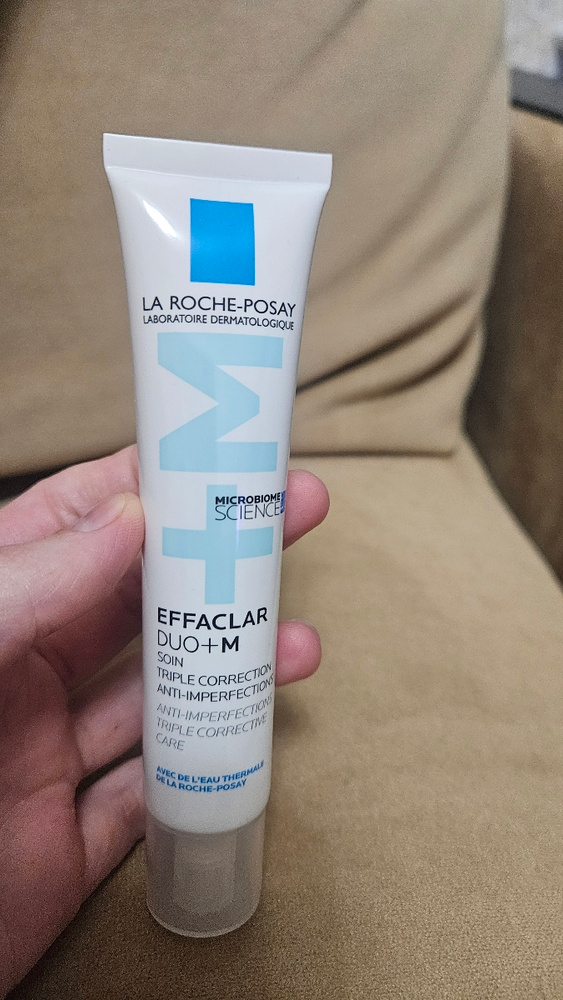 LA ROCHE-POSAY
LABORATOIRE DERMATOLOGIQUE
M+
MICROBIOME
SCIENCE
EFFACLAR
DUO+M
SOIN
TRIPLE CORRECTION
ANTI-IMPERFECTIONS
ANTI-IMPERFECTIONS
TRIPLE CORRECTIVE
CARE
AVEC DE L'EAU THERMALE
DE LA ROCHE-POSAY